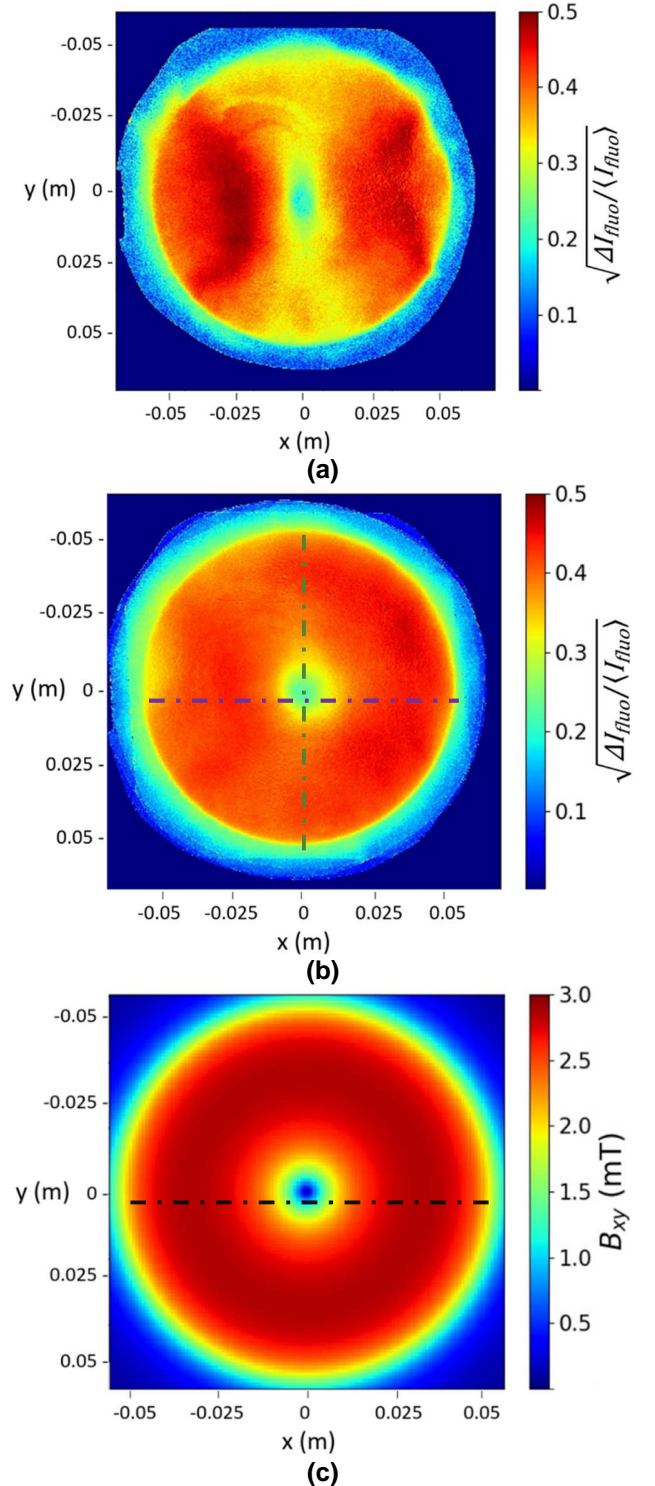 0.5
-0.05 -
0.4
-0.025 -
0.3
y (m) 0 -
√ΔI_fluo/⟨I_fluo⟩
0.2
0.025 -
0.1
0.05 -
-0.05 -0.025 0 0.025 0.05
x (m)
(a)
0.5
-0.05 -
0.4
-0.025 -
0.3
y (m) 0 -
√ΔI_fluo/⟨I_fluo⟩
0.2
0.025 -
0.1
0.05 -
-0.05 -0.025 0 0.025 0.05
x (m)
(b)
3.0
-0.05 -
2.5
-0.025 -
2.0
y (m) 0 -
1.5
B_xy (mT)
1.0
0.025 -
0.5
0.05 -
-0.05 -0.025 0 0.025 0.05
x (m)
(c)